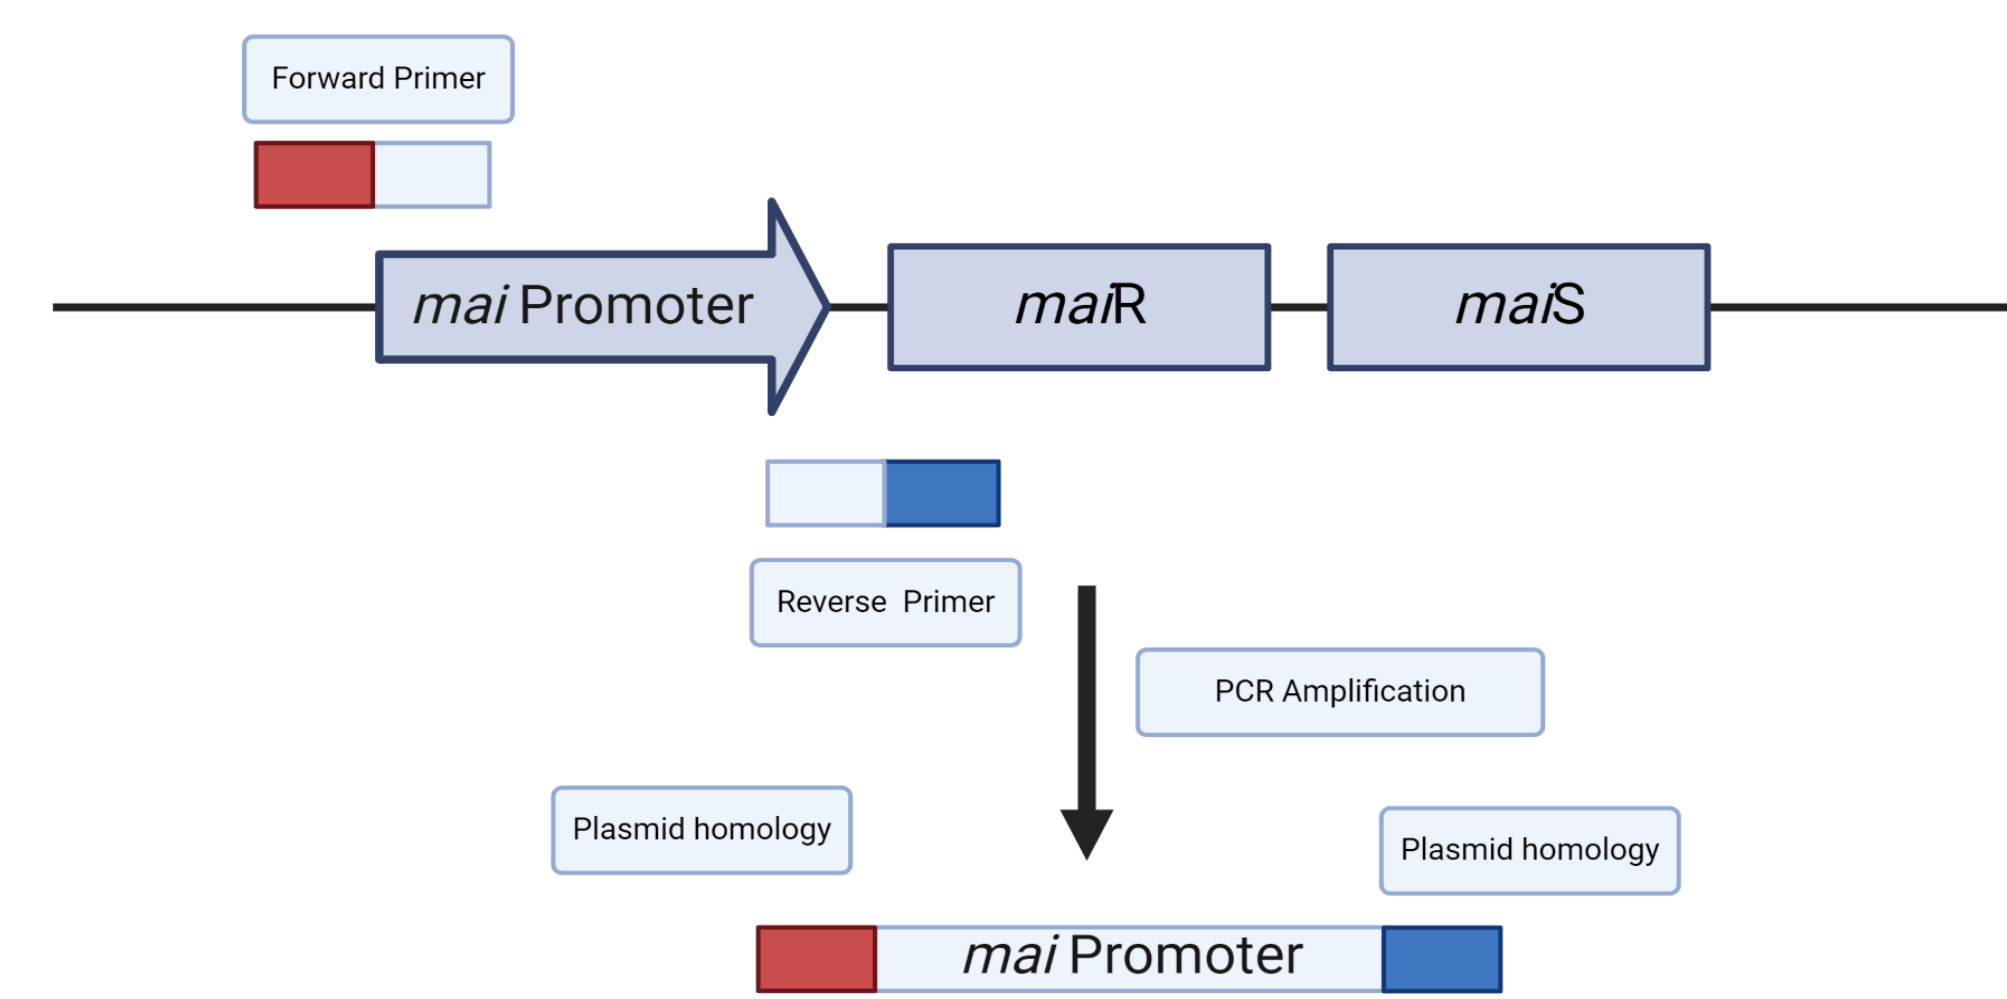 Forward Primer
mai Promoter
maiR
maiS
Reverse Primer
PCR Amplification
Plasmid homology
Plasmid homology
mai Promoter